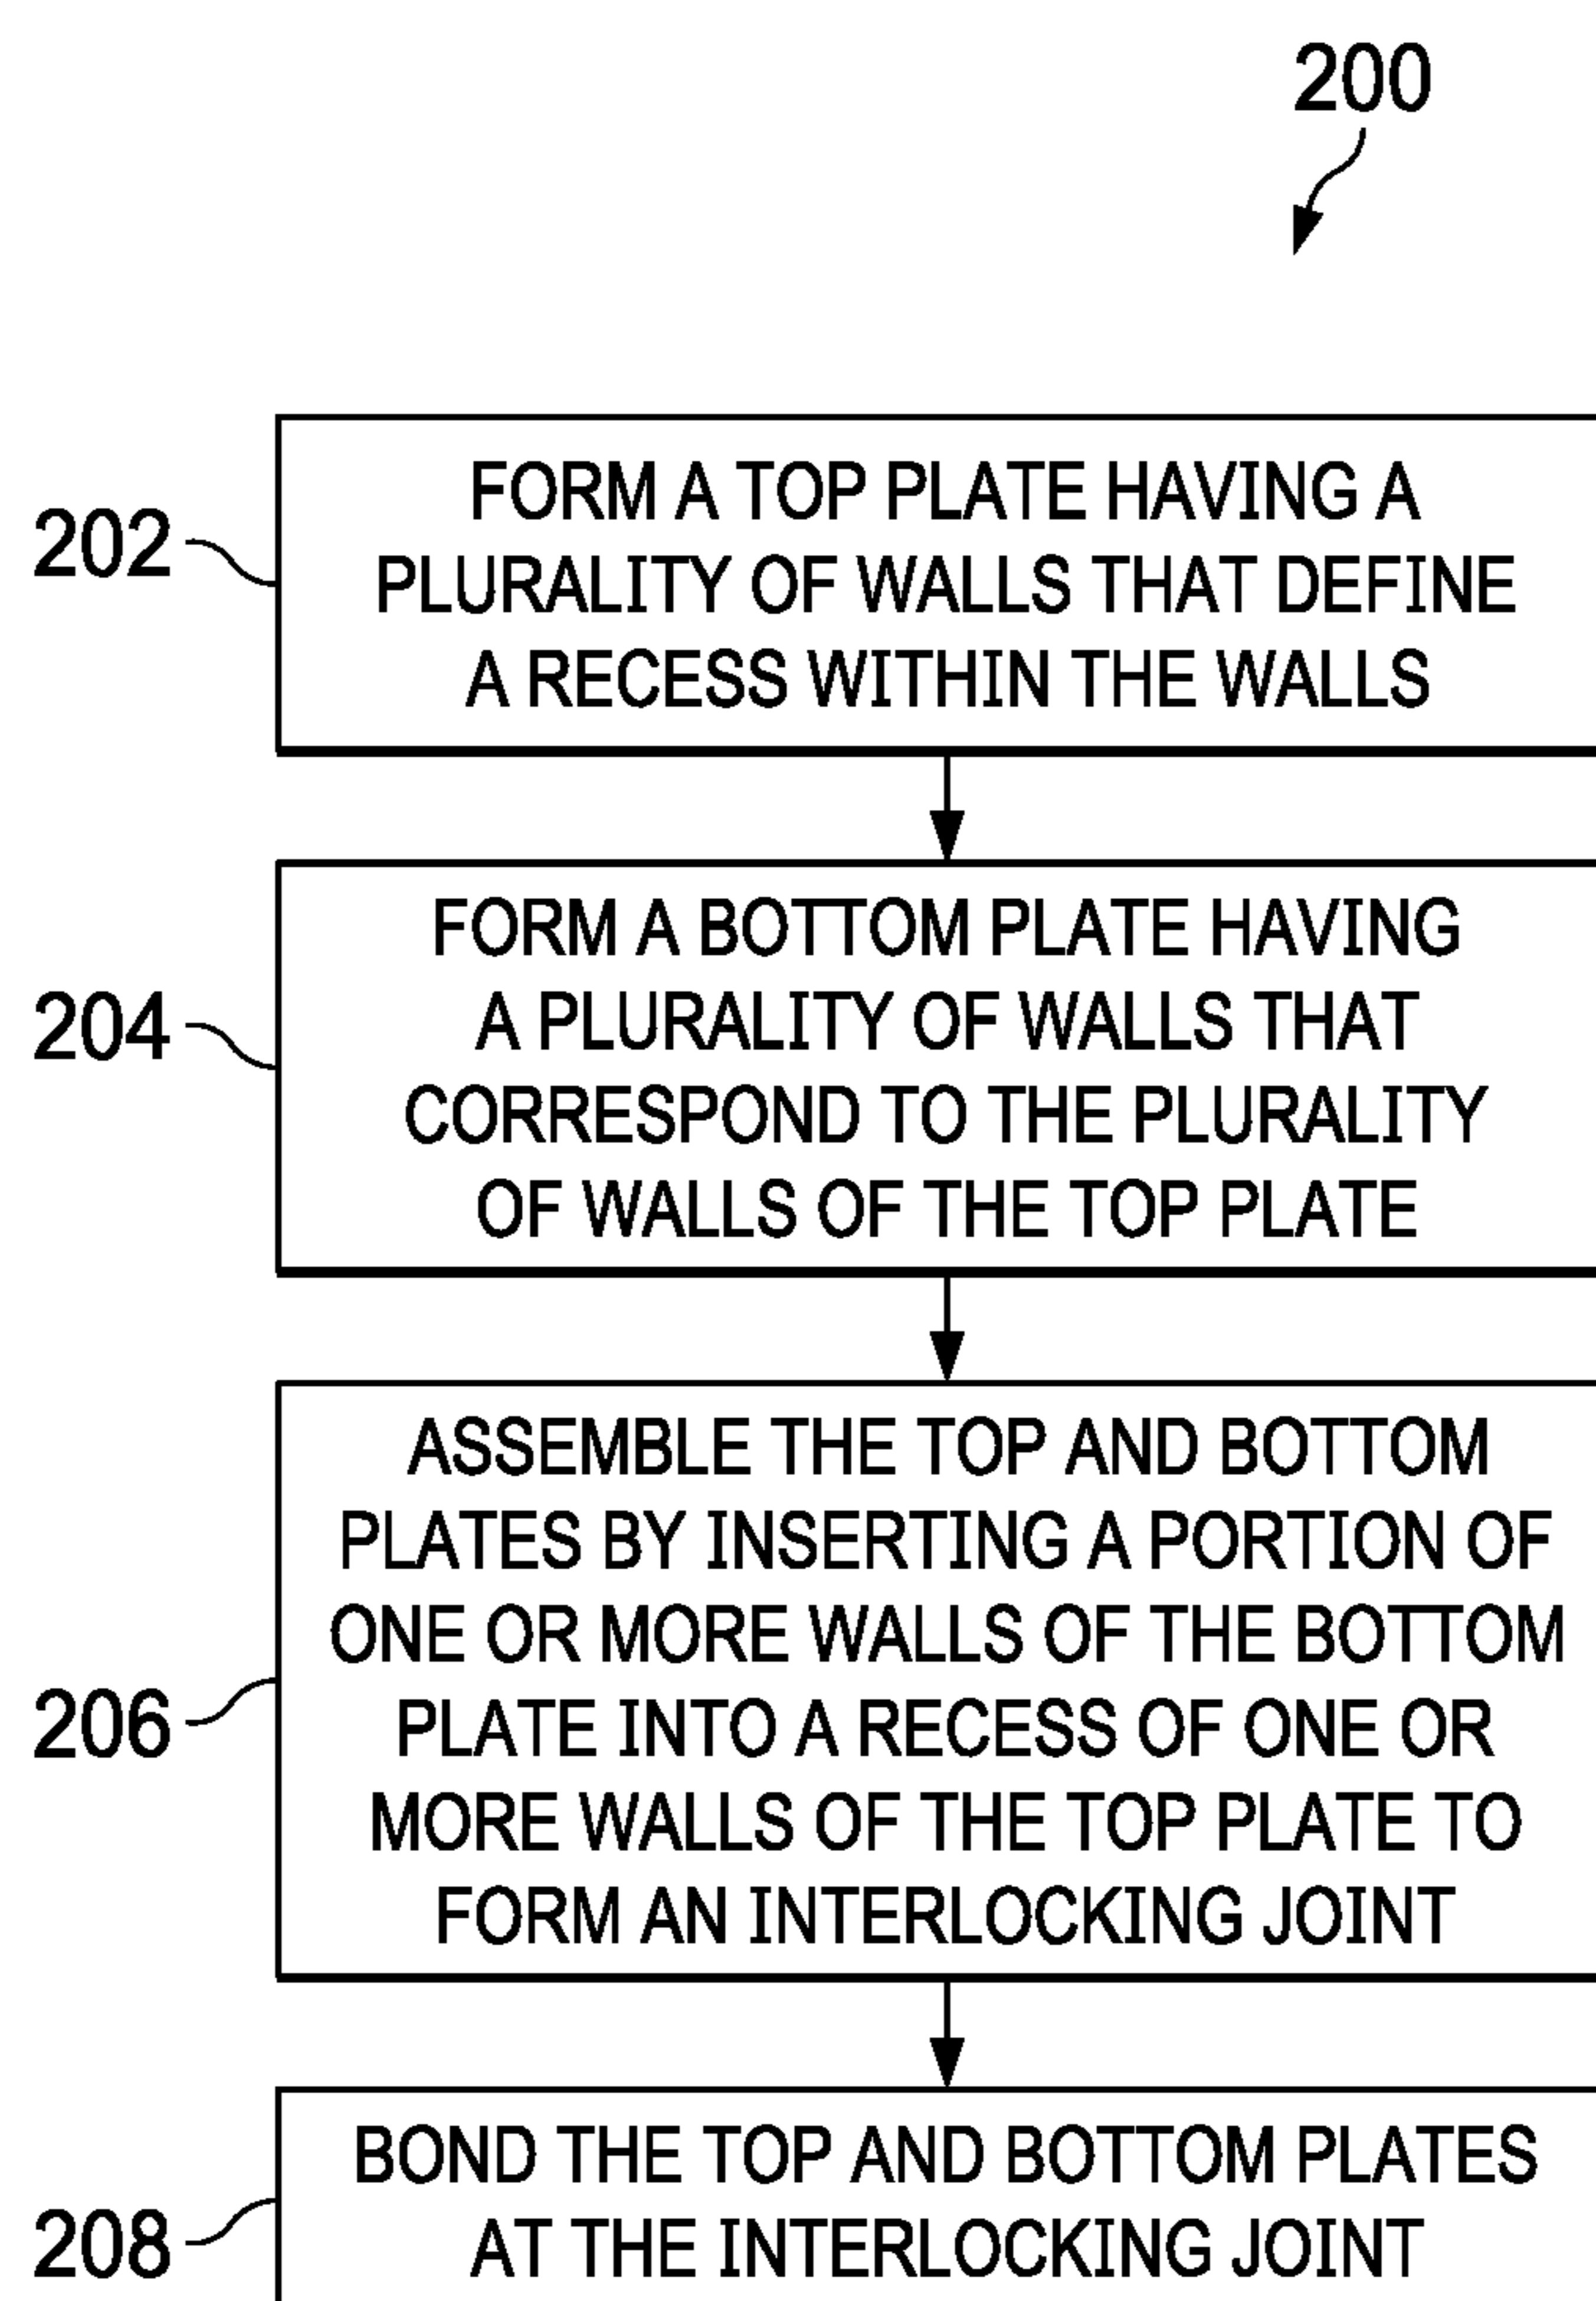 200
202
FORM A TOP PLATE HAVING A
PLURALITY OF WALLS THAT DEFINE
A RECESS WITHIN THE WALLS
204
FORM A BOTTOM PLATE HAVING
A PLURALITY OF WALLS THAT
CORRESPOND TO THE PLURALITY
OF WALLS OF THE TOP PLATE
206
ASSEMBLE THE TOP AND BOTTOM
PLATES BY INSERTING A PORTION OF
ONE OR MORE WALLS OF THE BOTTOM
PLATE INTO A RECESS OF ONE OR
MORE WALLS OF THE TOP PLATE TO
FORM AN INTERLOCKING JOINT
208
BOND THE TOP AND BOTTOM PLATES
AT THE INTERLOCKING JOINT